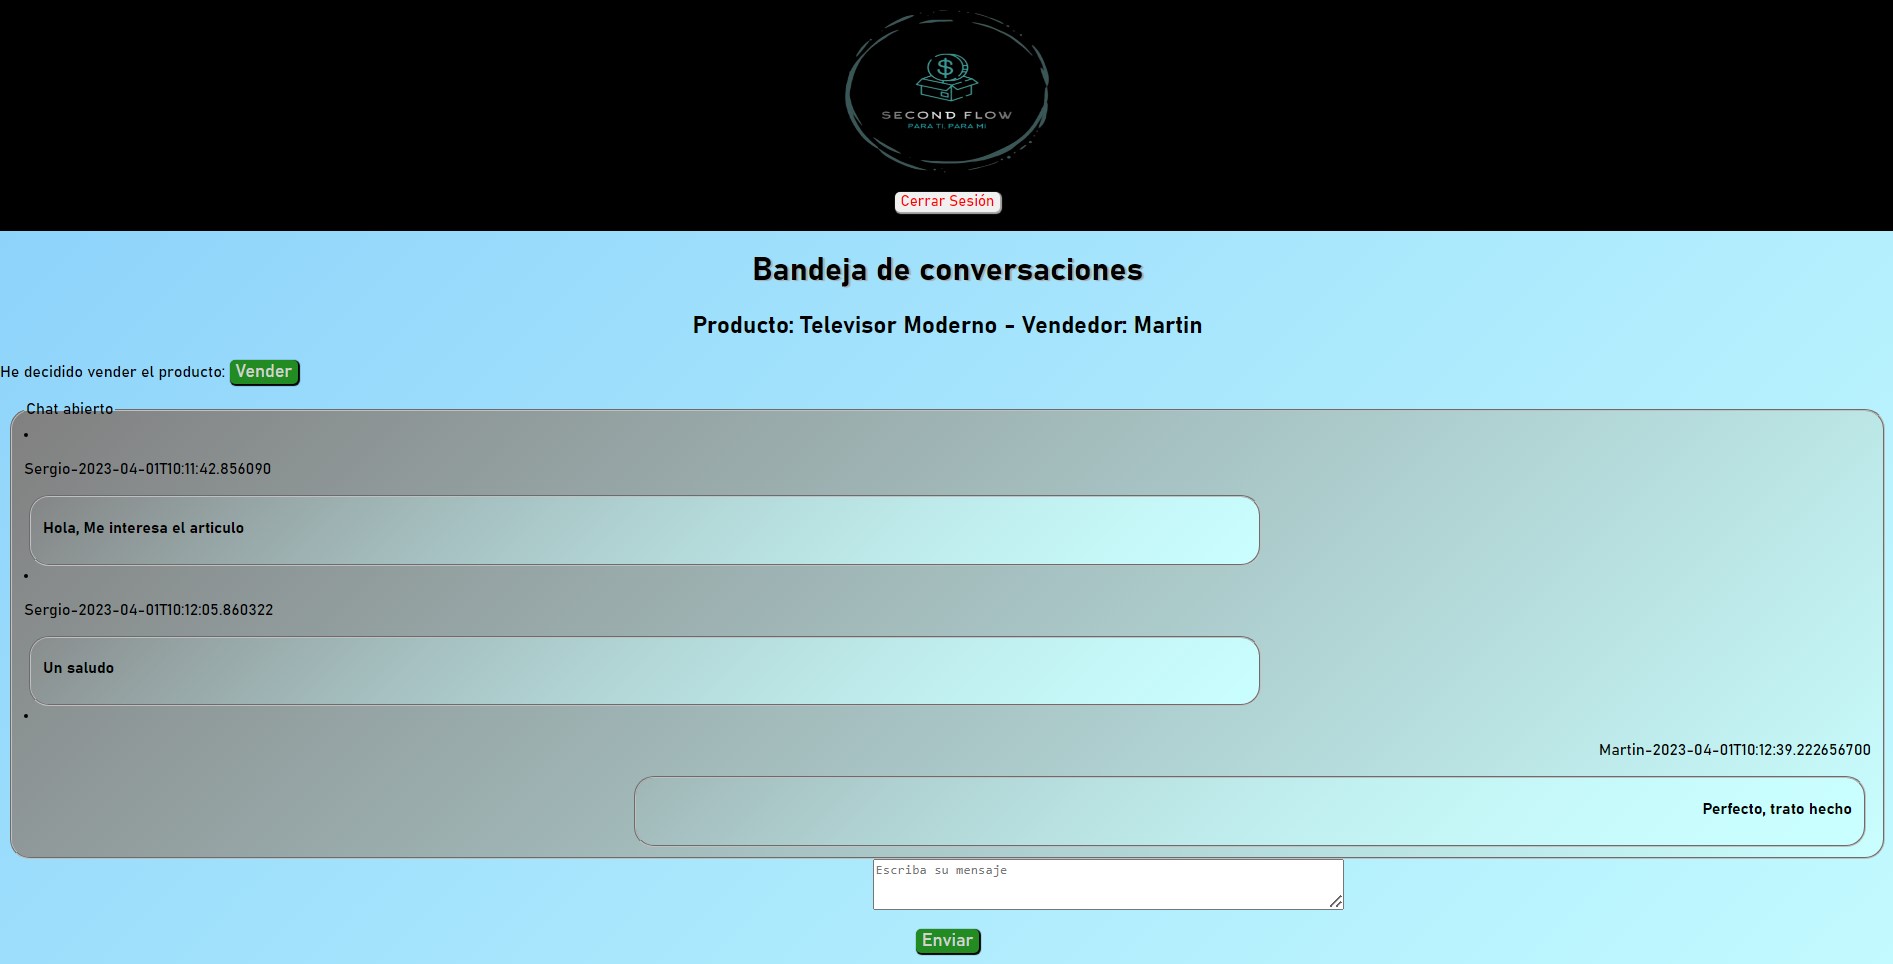 SECOND FLOW
PARA TI, PARA MI
Cerrar Sesión
Bandeja de conversaciones
Producto: Televisor Moderno - Vendedor: Martin
He decidido vender el producto: Vender
Chat abierto
Sergio-2023-04-01T10:11:42.856090
Hola, Me interesa el articulo
Sergio-2023-04-01T10:12:05.860322
Un saludo
Martin-2023-04-01T10:12:39.222656700
Perfecto, trato hecho
Escriba su mensaje
Enviar